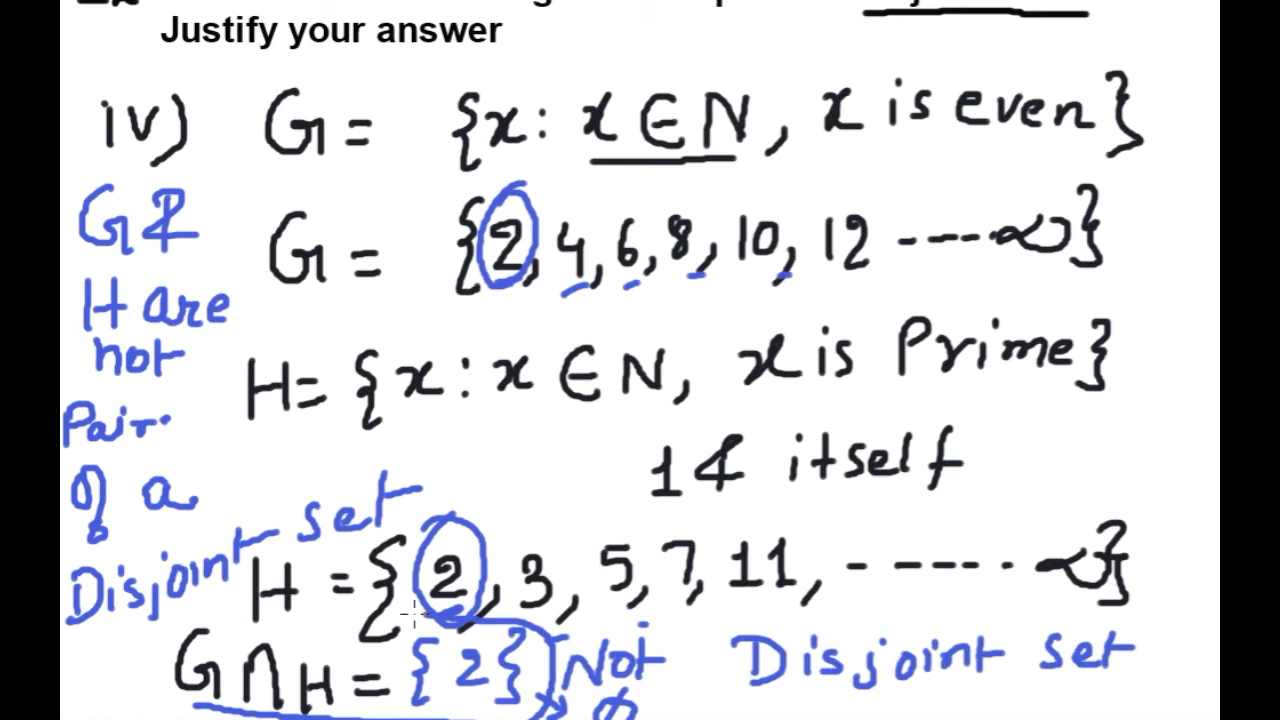 Justify your answer
iv) G = {x : x ∈ N, x is even}
G = {2, 4, 6, 8, 10, 12 ----∞}
H = {x : x ∈ N, x is Prime}
1 & itself
H = {2, 3, 5, 7, 11, ----- ∞}
G ∩ H = {2} Not Disjoint set
φ
G &
H are
not
Pair
of a
Disjoint set